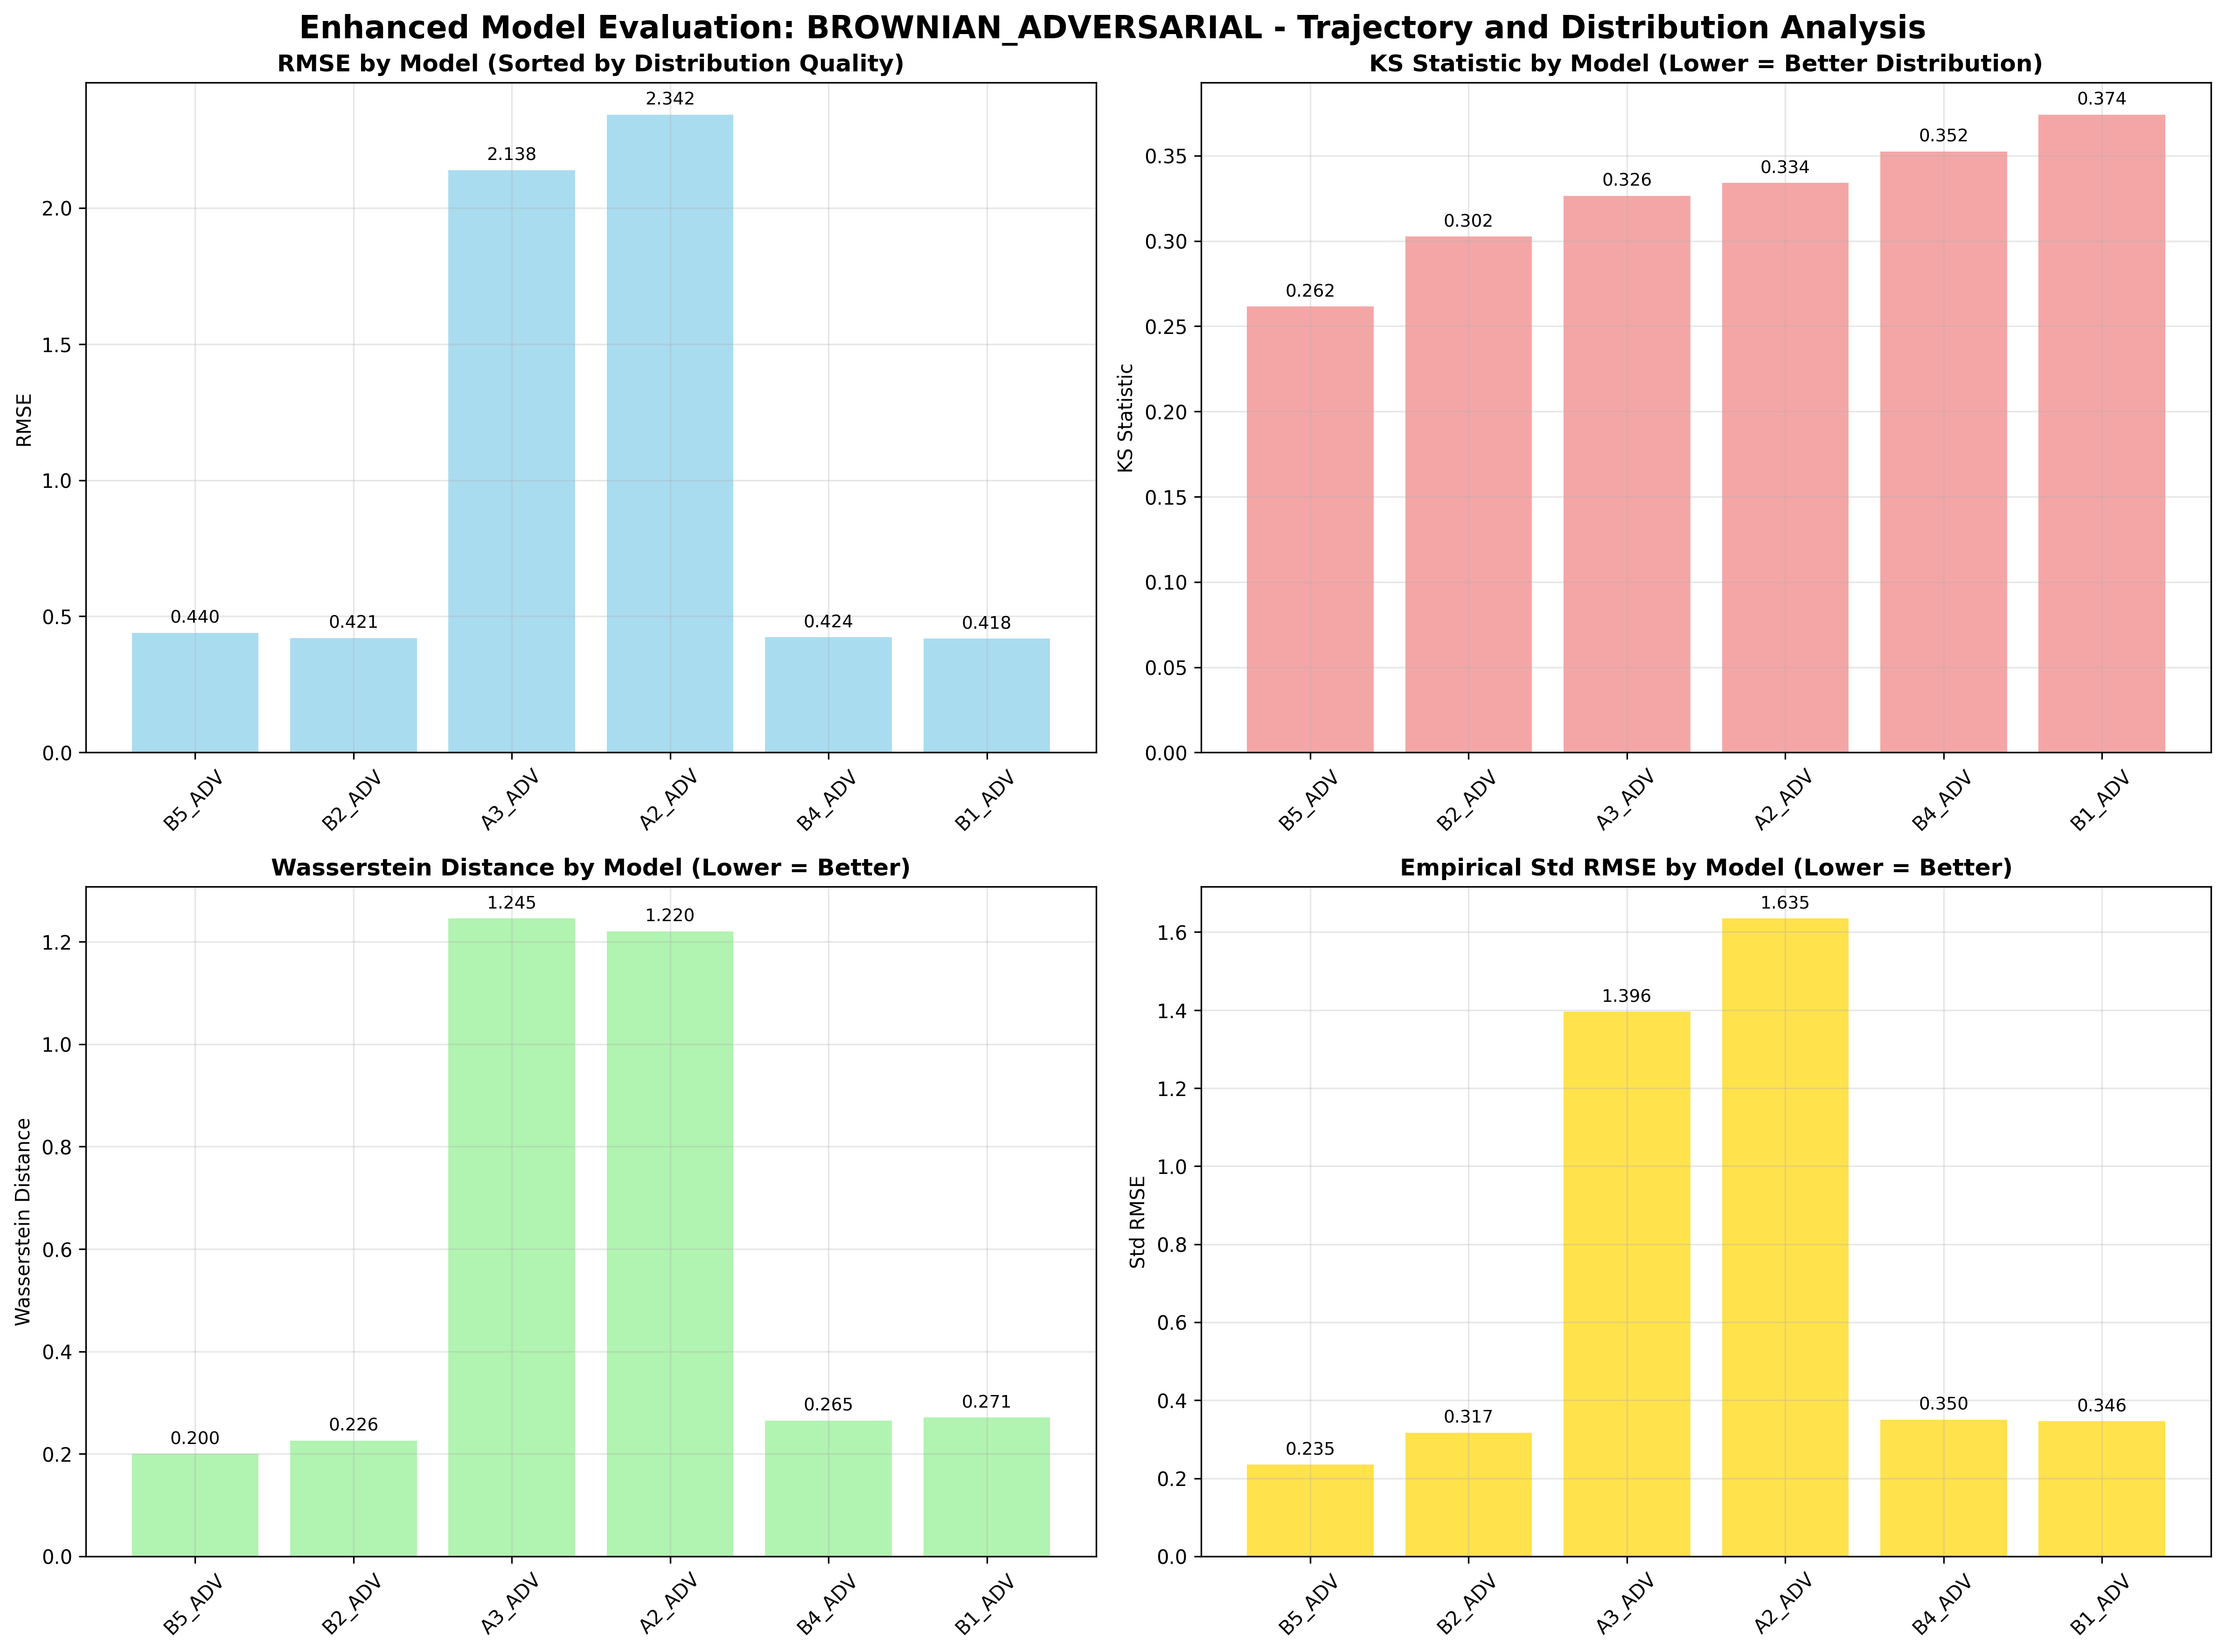 Enhanced Model Evaluation: BROWNIAN_ADVERSARIAL - Trajectory and Distribution Analysis
RMSE by Model (Sorted by Distribution Quality)
RMSE
2.0
1.5
1.0
0.5
0.0
0.440
0.421
2.138
2.342
0.424
0.418
B5_ADV
B2_ADV
A3_ADV
A2_ADV
B4_ADV
B1_ADV
KS Statistic by Model (Lower = Better Distribution)
KS Statistic
0.35
0.30
0.25
0.20
0.15
0.10
0.05
0.00
0.262
0.302
0.326
0.334
0.352
0.374
B5_ADV
B2_ADV
A3_ADV
A2_ADV
B4_ADV
B1_ADV
Wasserstein Distance by Model (Lower = Better)
Wasserstein Distance
1.2
1.0
0.8
0.6
0.4
0.2
0.0
0.200
0.226
1.245
1.220
0.265
0.271
B5_ADV
B2_ADV
A3_ADV
A2_ADV
B4_ADV
B1_ADV
Empirical Std RMSE by Model (Lower = Better)
Std RMSE
1.6
1.4
1.2
1.0
0.8
0.6
0.4
0.2
0.0
0.235
0.317
1.396
1.635
0.350
0.346
B5_ADV
B2_ADV
A3_ADV
A2_ADV
B4_ADV
B1_ADV